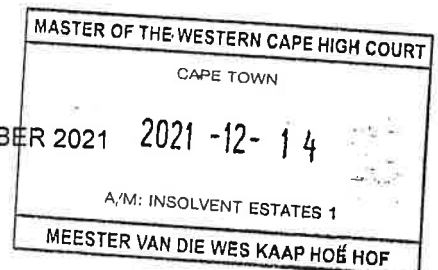 MASTER OF THE WESTERN CAPE HIGH COURT
CAPE TOWN
BER 2021 2021 -12- 14
A/M: INSOLVENT ESTATES 1
MEESTER VAN DIE WES KAAP HOË HOF